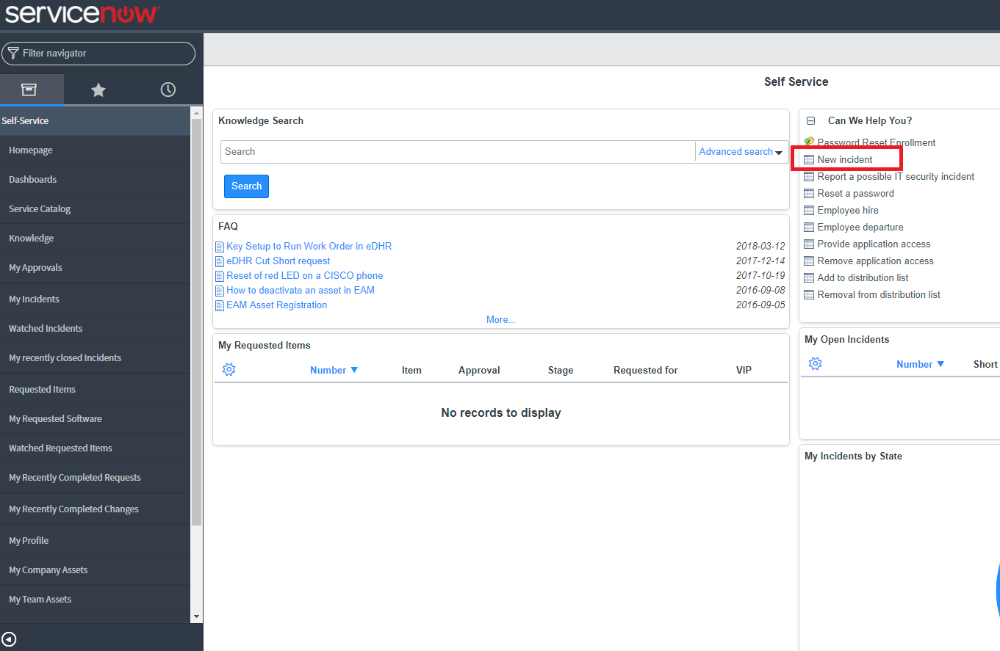 servicenow
Filter navigator
Self-Service
Homepage
Dashboards
Service Catalog
Knowledge
My Approvals
My Incidents
Watched Incidents
My recently closed Incidents
Requested Items
My Requested Software
Watched Requested Items
My Recently Completed Requests
My Recently Completed Changes
My Profile
My Company Assets
My Team Assets
Self Service
Knowledge Search
Search
Advanced search
Search
FAQ
Key Setup to Run Work Order in eDHR 2018-03-12
eDHR Cut Short request 2017-12-14
Reset of red LED on a CISCO phone 2017-10-19
How to deactivate an asset in EAM 2016-09-08
EAM Asset Registration 2016-09-05
More...
My Requested Items
Number Item Approval Stage Requested for VIP
No records to display
Can We Help You?
Password Reset Enrollment
New incident
Report a possible IT security incident
Reset a password
Employee hire
Employee departure
Provide application access
Remove application access
Add to distribution list
Removal from distribution list
My Open Incidents
Number Short
My Incidents by State